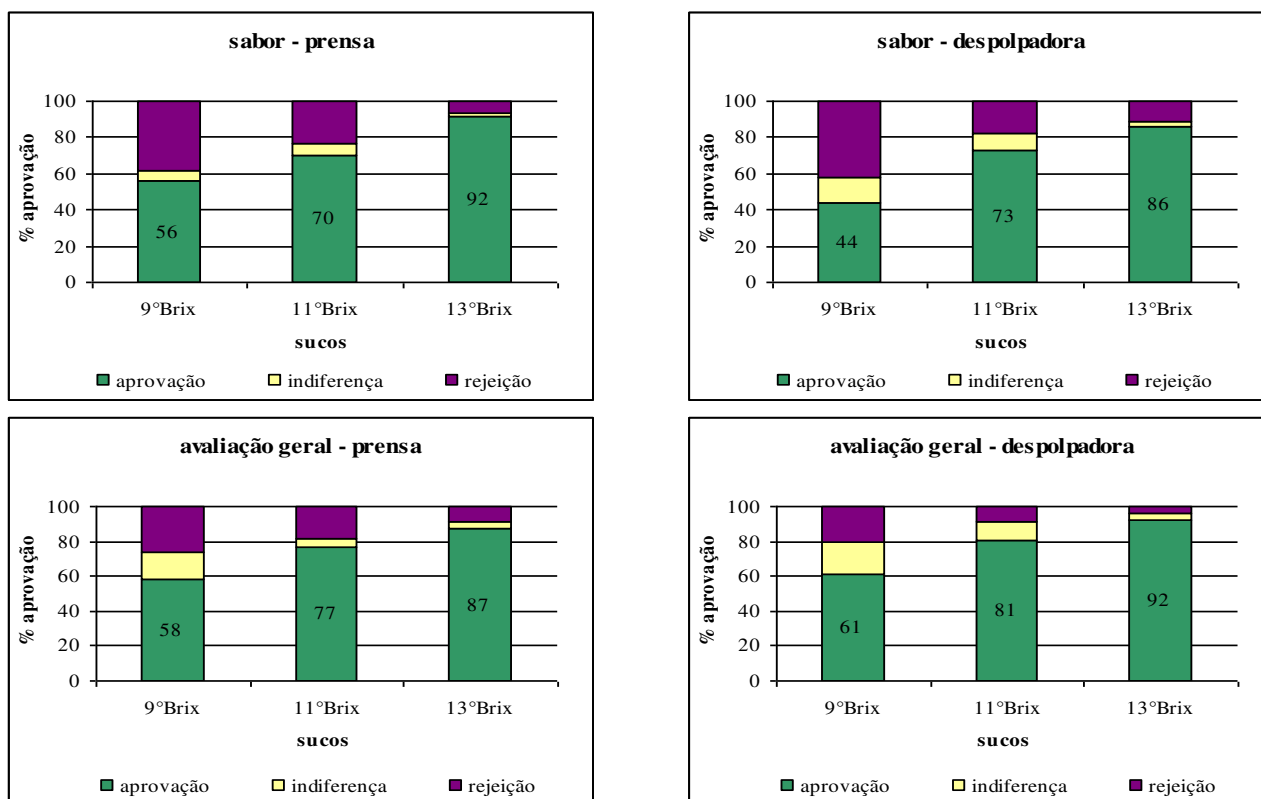 sabor - prensa
100
80
60
40
20
0
% aprovação
56
70
92
9°Brix 11°Brix 13°Brix
sucos
aprovação indiferença rejeição
sabor - despolpadora
100
80
60
40
20
0
% aprovação
44
73
86
9°Brix 11°Brix 13°Brix
sucos
aprovação indiferença rejeição
avaliação geral - prensa
100
80
60
40
20
0
% aprovação
58
77
87
9°Brix 11°Brix 13°Brix
sucos
aprovação indiferença rejeição
avaliação geral - despolpadora
100
80
60
40
20
0
% aprovação
61
81
92
9°Brix 11°Brix 13°Brix
sucos
aprovação indiferença rejeição